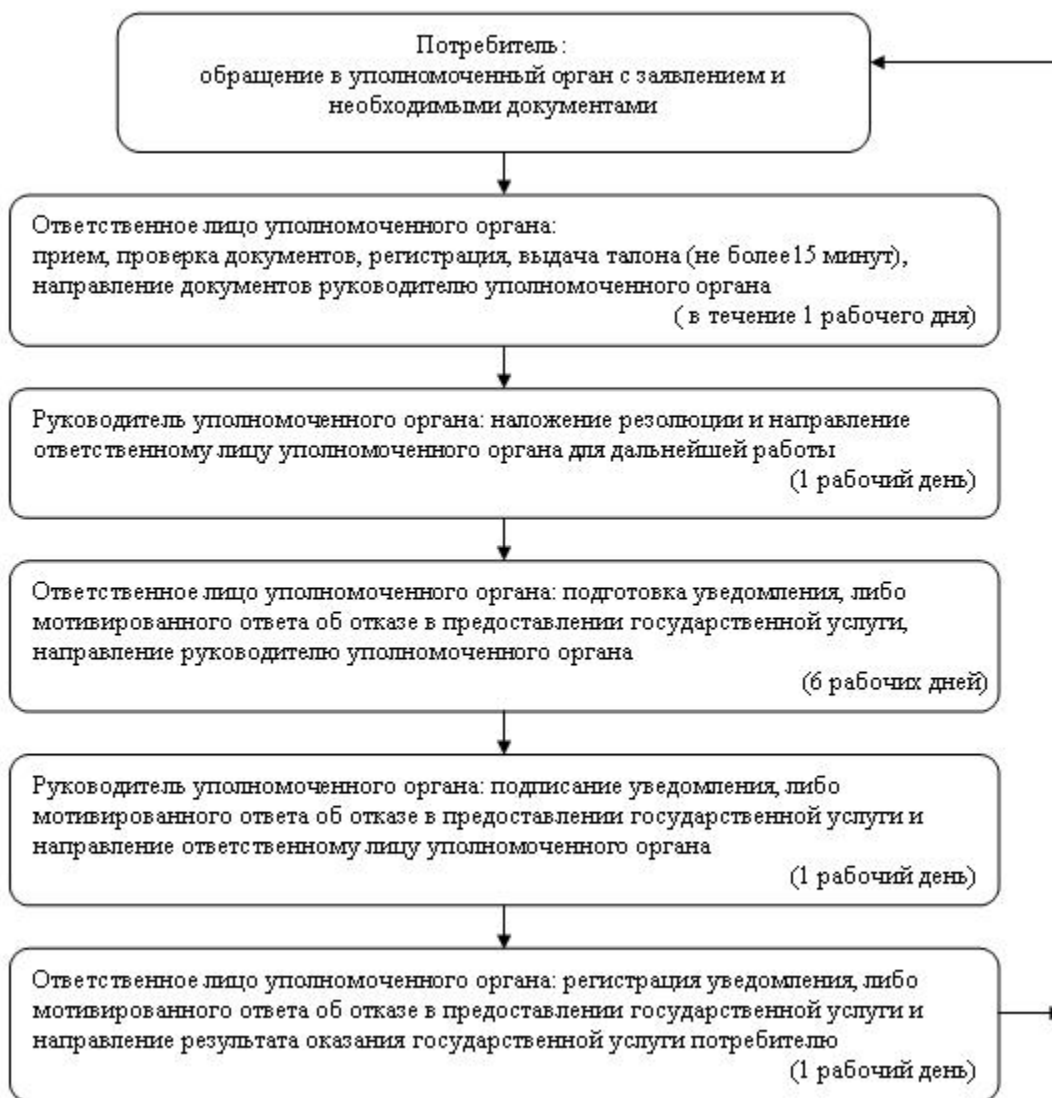 Потребитель:
обращение в уполномоченный орган с заявлением и
необходимыми документами
Ответственное лицо уполномоченного органа:
прием, проверка документов, регистрация, выдача талона (не более15 минут),
направление документов руководителю уполномоченного органа
( в течение 1 рабочего дня)
Руководитель уполномоченного органа: наложение резолюции и направление
ответственному лицу уполномоченного органа для дальнейшей работы
(1 рабочий день)
Ответственное лицо уполномоченного органа: подготовка уведомления, либо
мотивированного ответа об отказе в предоставлении государственной услуги,
направление руководителю уполномоченного органа
(6 рабочих дней)
Руководитель уполномоченного органа: подписание уведомления, либо
мотивированного ответа об отказе в предоставлении государственной услуги и
направление ответственному лицу уполномоченного органа
(1 рабочий день)
Ответственное лицо уполномоченного органа: регистрация уведомления, либо
мотивированного ответа об отказе в предоставлении государственной услуги и
направление результата оказания государственной услуги потребителю
(1 рабочий день)